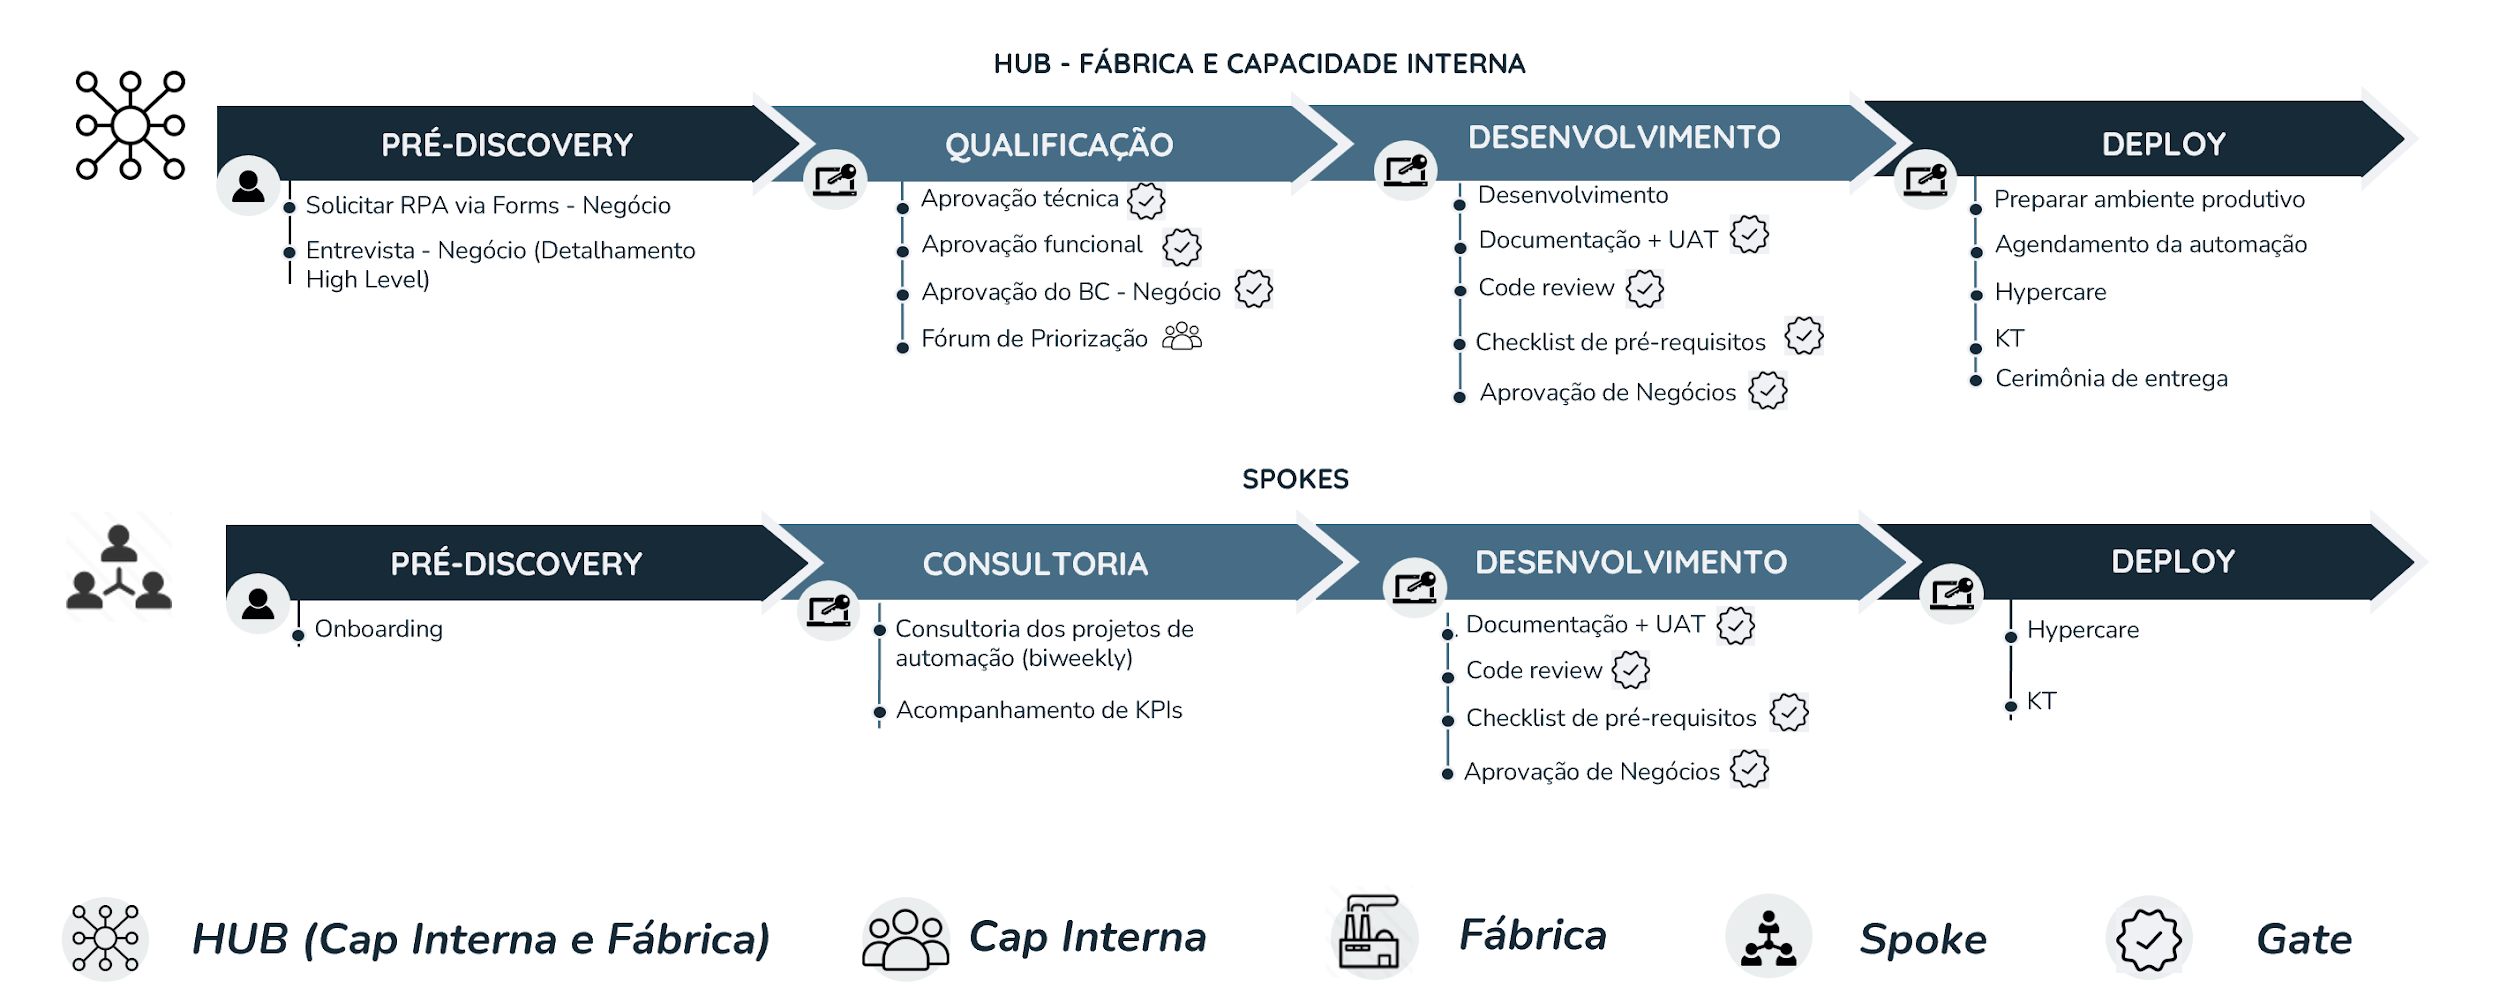 HUB - FÁBRICA E CAPACIDADE INTERNA
PRÉ-DISCOVERY
QUALIFICAÇÃO
DESENVOLVIMENTO
DEPLOY
Solicitar RPA via Forms - Negócio
Entrevista - Negócio (Detalhamento
High Level)
Aprovação técnica
Aprovação funcional
Aprovação do BC - Negócio
Fórum de Priorização
Desenvolvimento
Documentação + UAT
Code review
Checklist de pré-requisitos
Aprovação de Negócios
Preparar ambiente produtivo
Agendamento da automação
Hypercare
KT
Cerimônia de entrega
SPOKES
PRÉ-DISCOVERY
CONSULTORIA
DESENVOLVIMENTO
DEPLOY
Onboarding
Consultoria dos projetos de
automação (biweekly)
Acompanhamento de KPIs
Documentação + UAT
Code review
Checklist de pré-requisitos
Aprovação de Negócios
Hypercare
KT
HUB (Cap Interna e Fábrica)
Cap Interna
Fábrica
Spoke
Gate